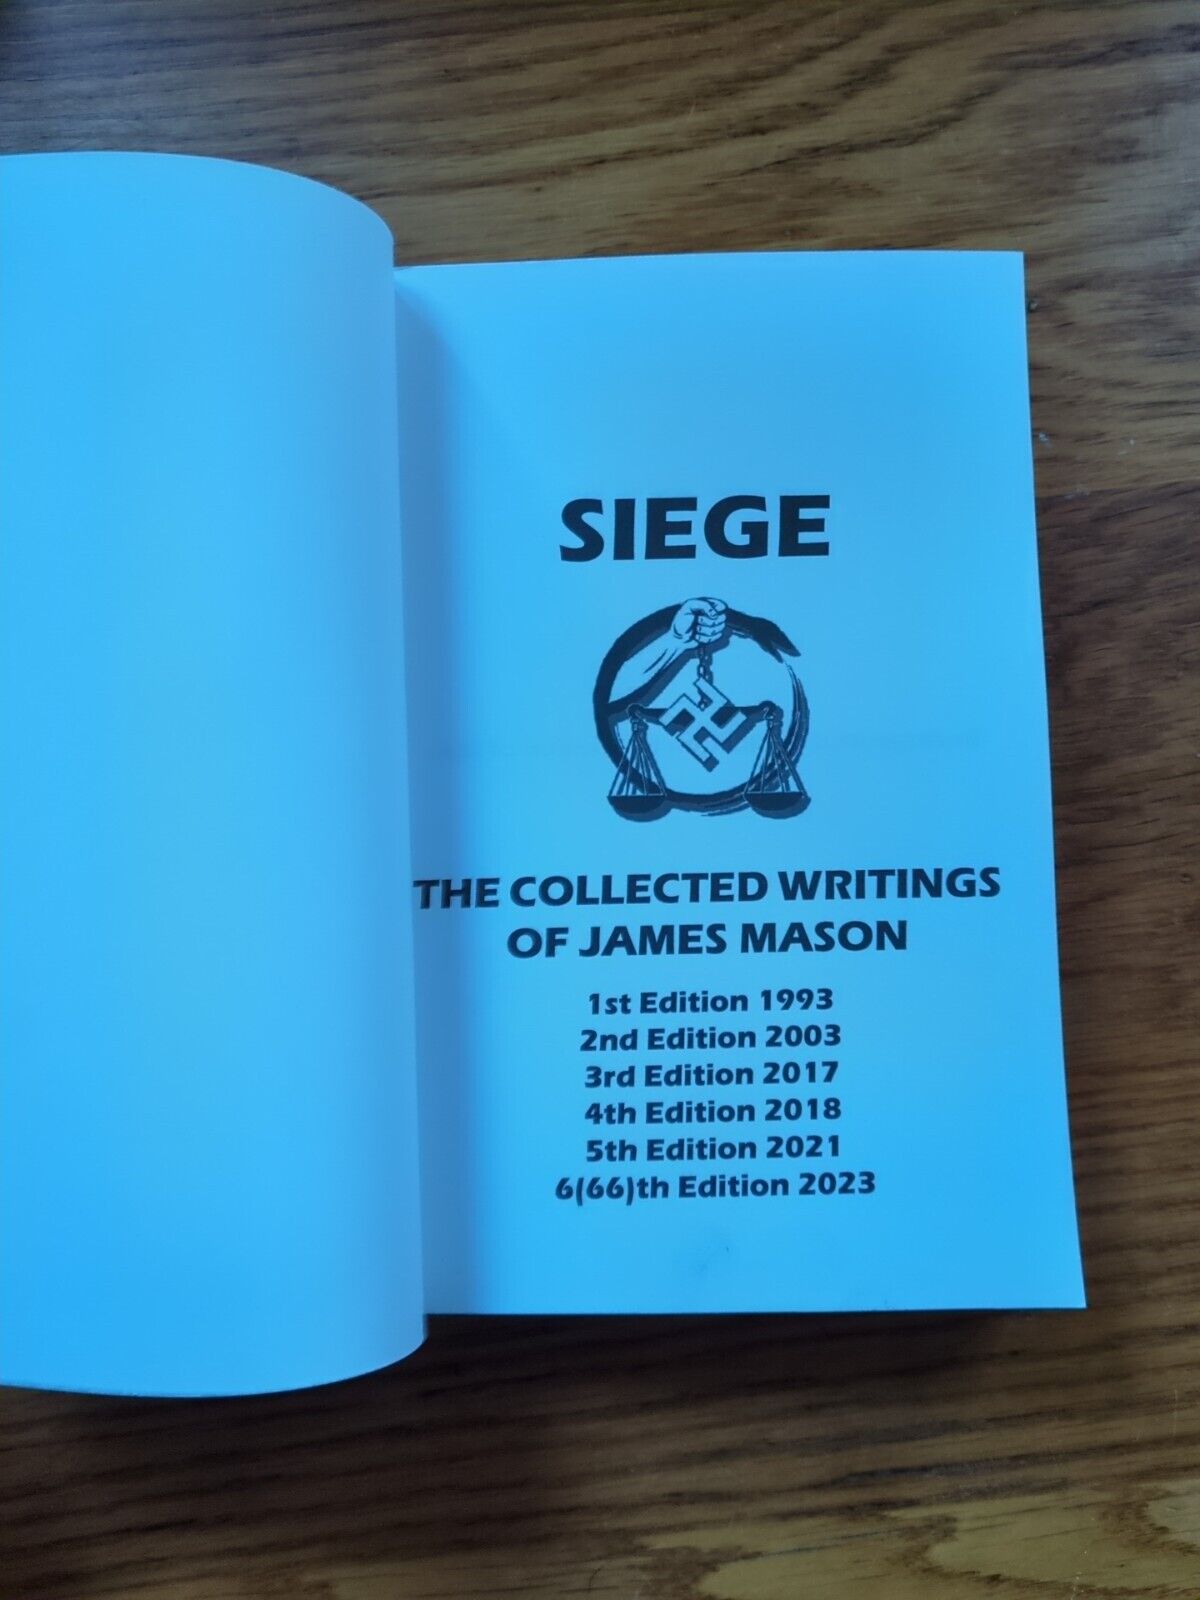 SIEGE
THE COLLECTED WRITINGS
OF JAMES MASON
1st Edition 1993
2nd Edition 2003
3rd Edition 2017
4th Edition 2018
5th Edition 2021
6(66)th Edition 2023